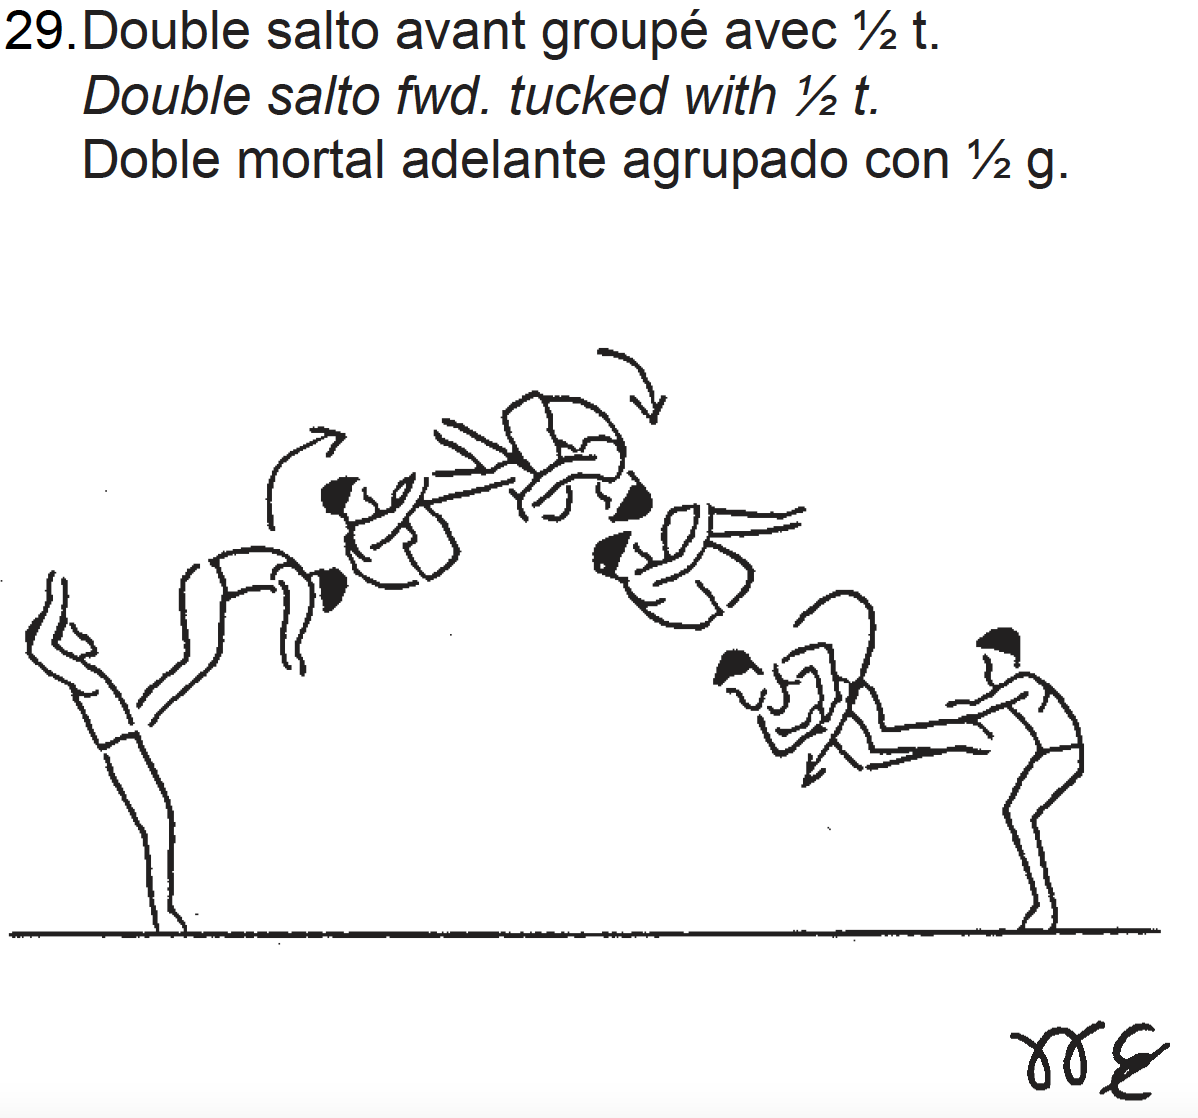 29. Double salto avant groupé avec ½ t.
Double salto fwd. tucked with ½ t.
Doble mortal adelante agrupado con ½ g.